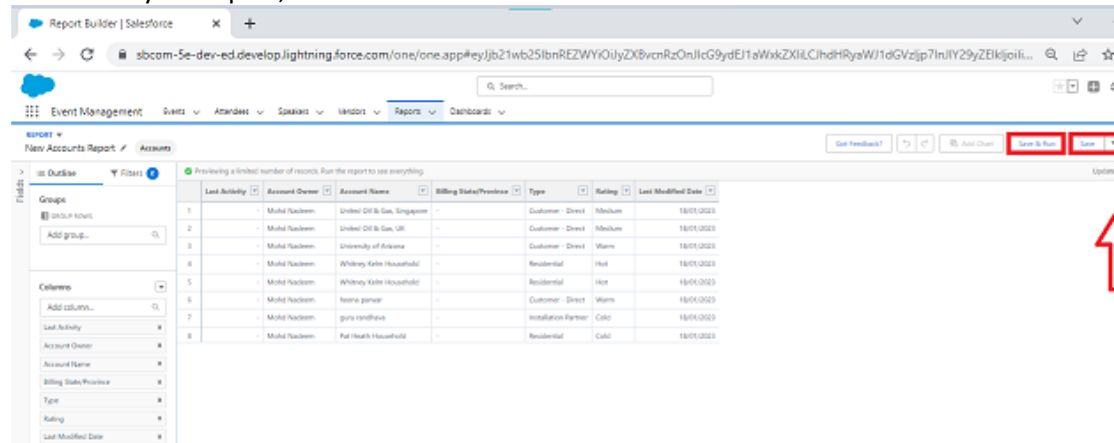 Report Builder | Salesforce
sbcom-5e-dev-ed.develop.lightning.force.com/one/one.app#
Search...
Event Management Events Attendees Speakers Vendors Reports Dashboards
REPORT
New Accounts Report Accounts
Got Feedback? Add Chart Save & Run Save
Fields
Outline Filters
Previewing a limited number of records. Run the report to see everything.
Groups
GROUP ROWS
Add group...
Columns
Add column...
Last Activity
Account Owner
Account Name
Billing State/Province
Type
Rating
Last Modified Date
Last Activity Account Owner Account Name Billing State/Province Type Rating Last Modified Date
1 - Mohd Nadeem United Oil & Gas, Singapore - Customer - Direct Medium 18/01/2023
2 - Mohd Nadeem United Oil & Gas, UK - Customer - Direct Medium 18/01/2023
3 - Mohd Nadeem University of Arizona - Customer - Direct Warm 18/01/2023
4 - Mohd Nadeem Whitney Kelm Household - Residential Hot 18/01/2023
5 - Mohd Nadeem Whitney Kelm Household - Residential Hot 18/01/2023
6 - Mohd Nadeem heena panwar - Customer - Direct Warm 18/01/2023
7 - Mohd Nadeem guru randhava - Installation Partner Cold 18/01/2023
8 - Mohd Nadeem Pat Heath Household - Residential Cold 18/01/2023